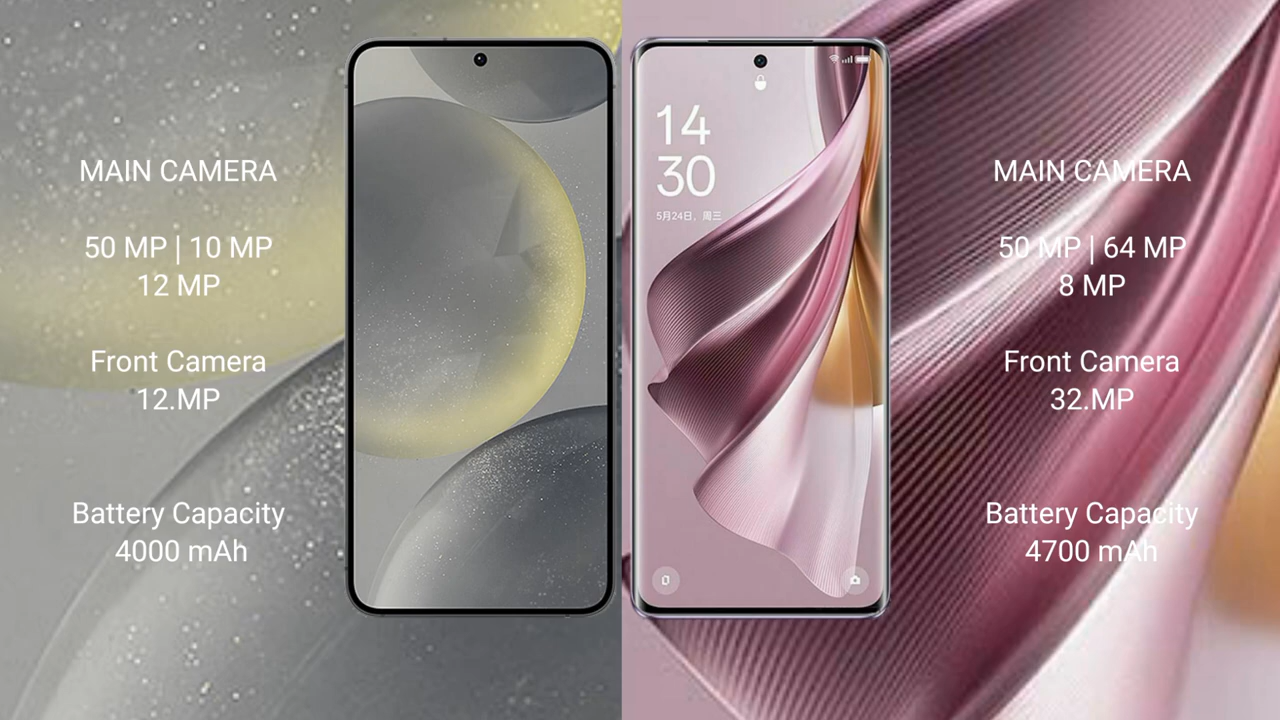 MAIN CAMERA
50 MP | 10 MP
12 MP
Front Camera
12.MP
Battery Capacity
4000 mAh
14
30
5月24日，周三
MAIN CAMERA
50 MP | 64 MP
8 MP
Front Camera
32.MP
Battery Capacity
4700 mAh